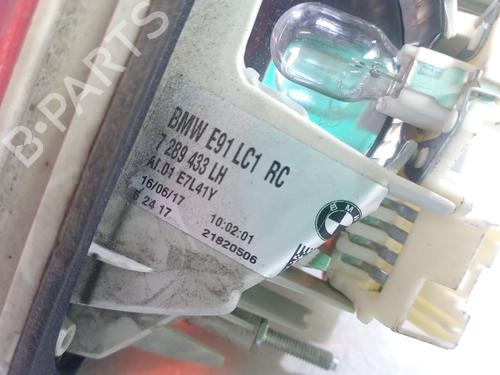 B-PARTS
BMW E91 LC1 RC
7 289 433 LH
AI.01 E7L41Y
16/06/17 10:02:01
24 17 21820506
BMW